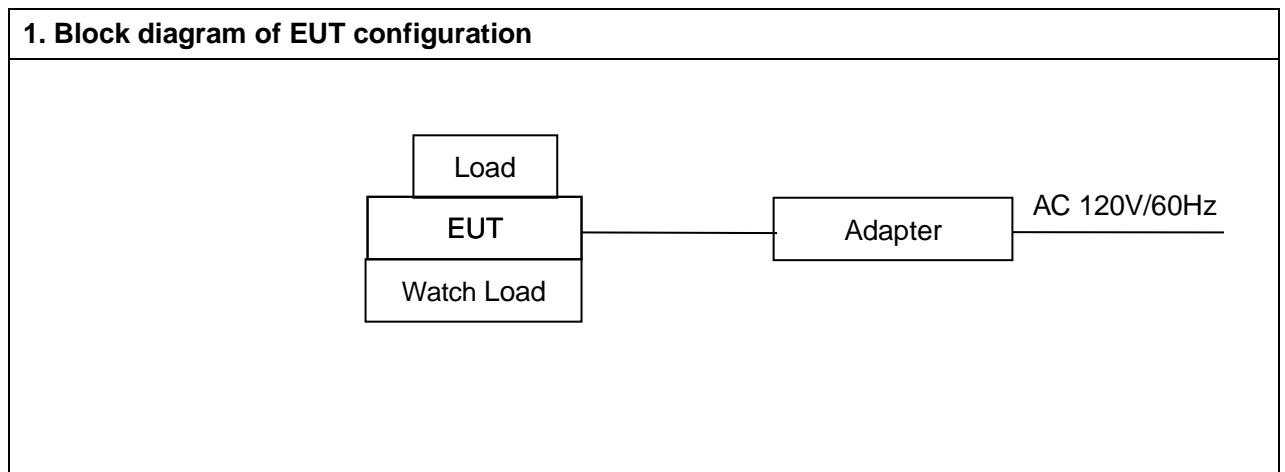 1. Block diagram of EUT configuration
Load
EUT
Adapter
AC 120V/60Hz
Watch Load